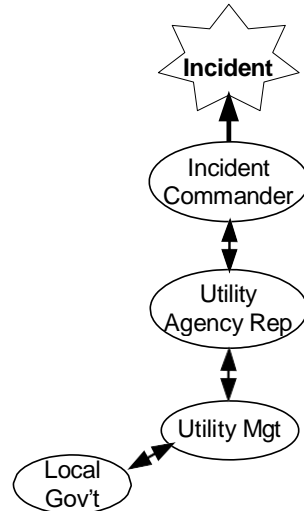 Incident
Incident
Commander
Utility
Agency Rep
Utility Mgt
Local
Gov't